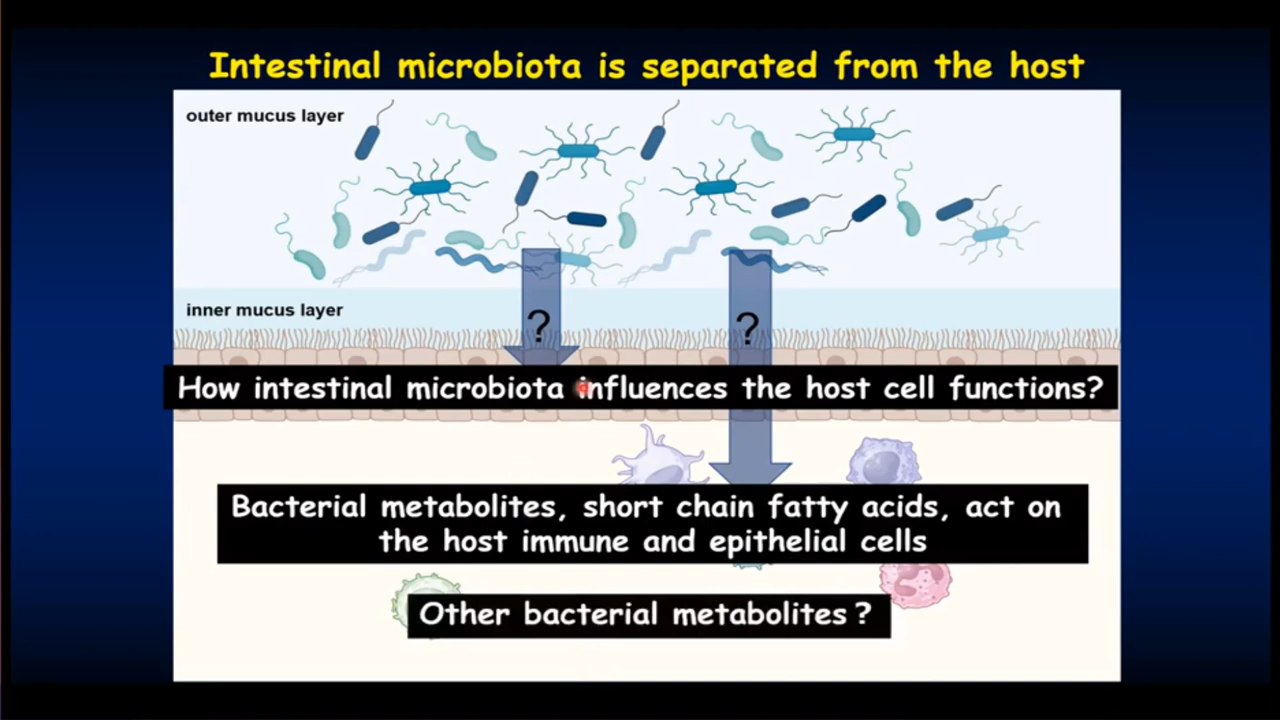 Intestinal microbiota is separated from the host
outer mucus layer
inner mucus layer
?
?
How intestinal microbiota influences the host cell functions?
Bacterial metabolites, short chain fatty acids, act on
the host immune and epithelial cells
Other bacterial metabolites ?